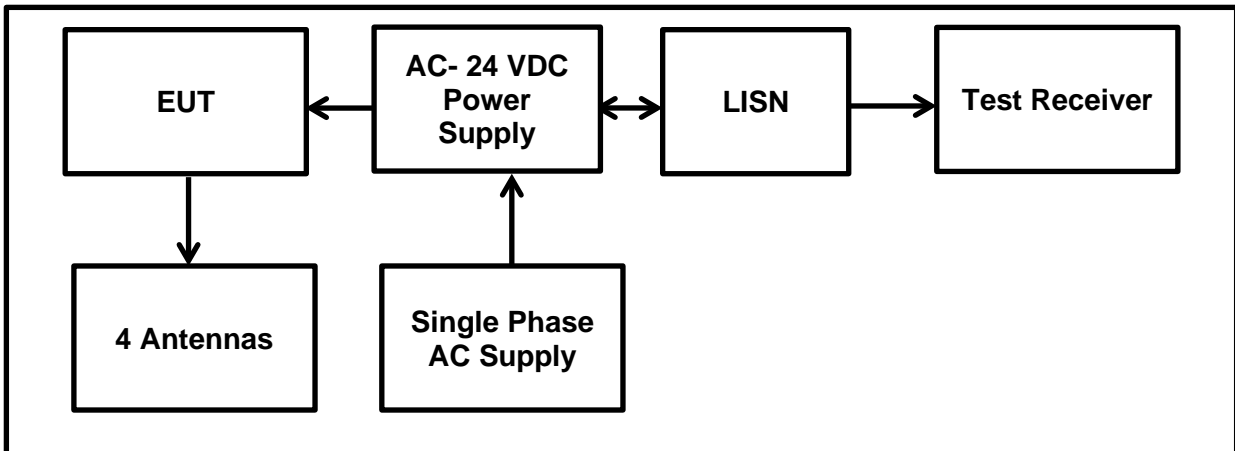 EUT
AC- 24 VDC
Power
Supply
LISN
Test Receiver
4 Antennas
Single Phase
AC Supply